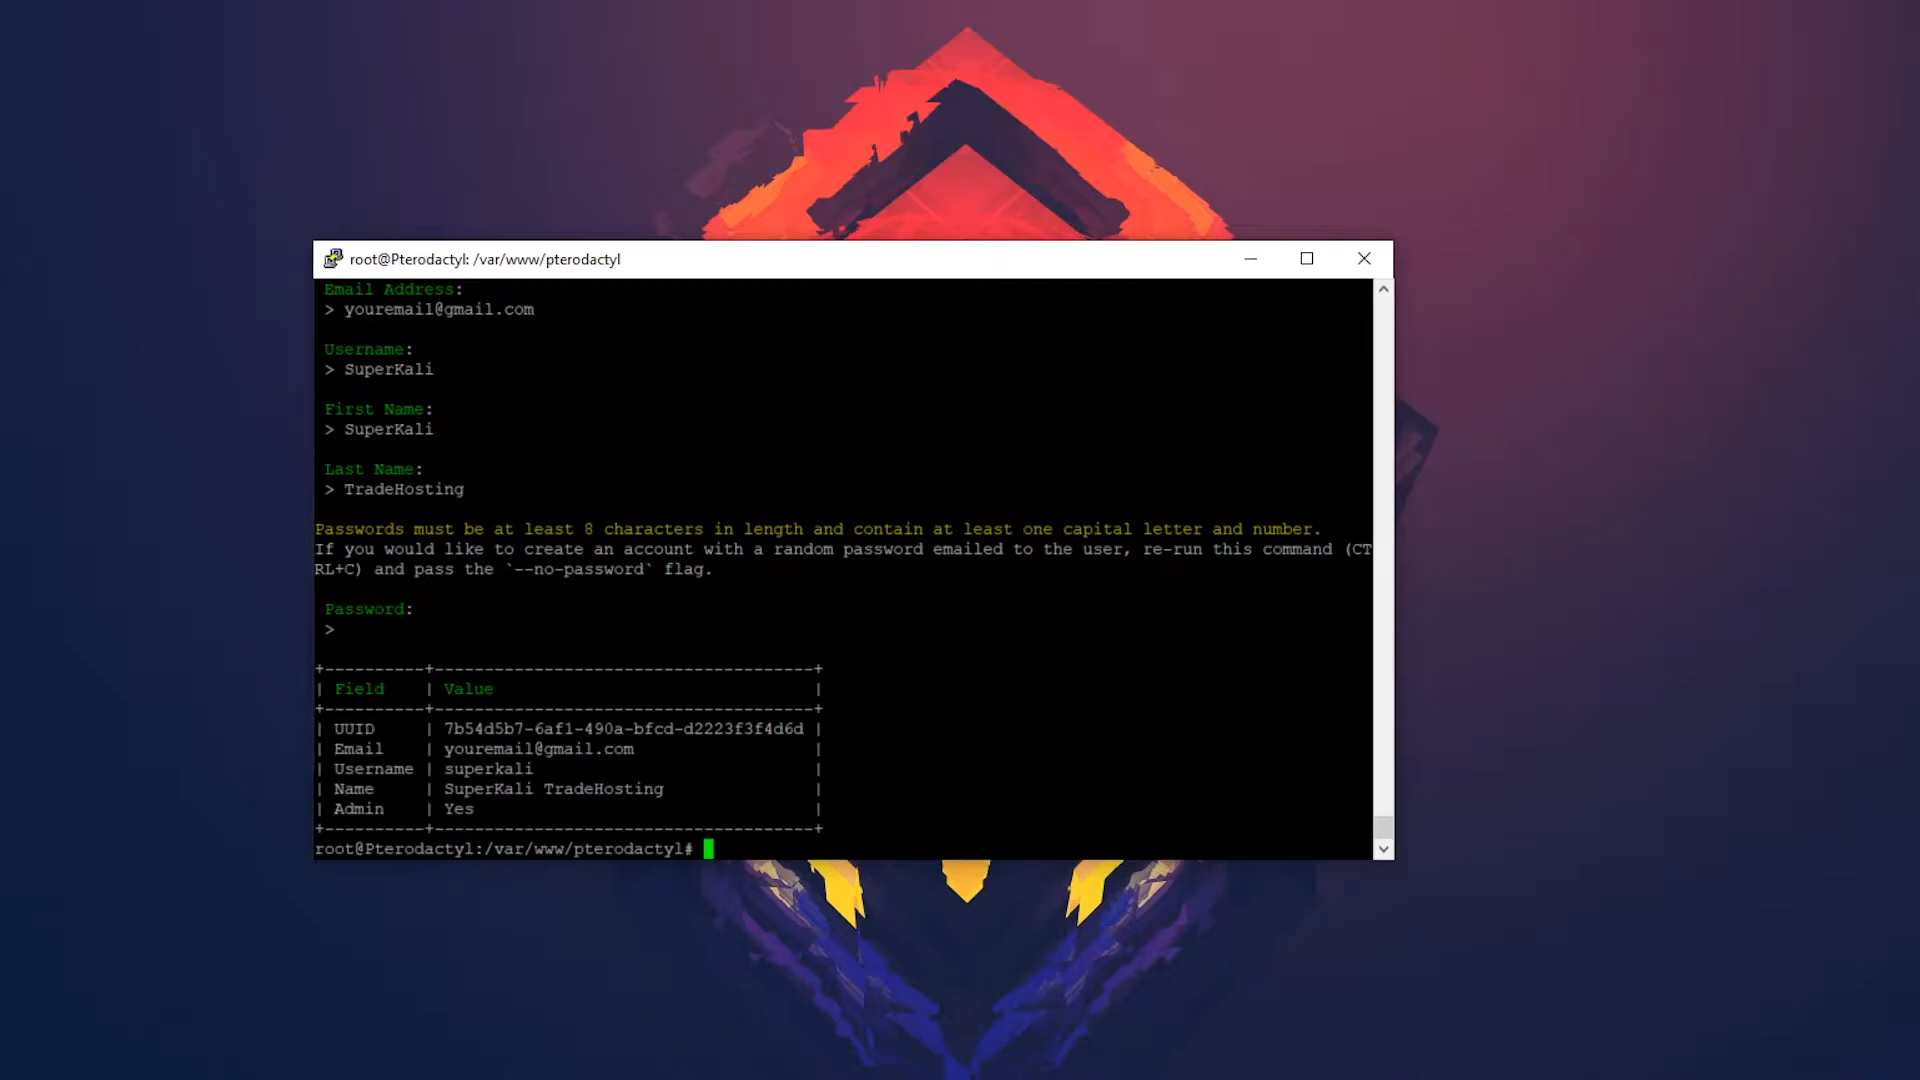 root@Pterodactyl: /var/www/pterodactyl
Email Address:
> youremail@gmail.com
Username:
> SuperKali
First Name:
> SuperKali
Last Name:
> TradeHosting
Passwords must be at least 8 characters in length and contain at least one capital letter and number.
If you would like to create an account with a random password emailed to the user, re-run this command (CT
RL+C) and pass the `--no-password` flag.
Password:
>
+----------+--------------------------------------+
| Field    | Value                                |
+----------+--------------------------------------+
| UUID     | 7b54d5b7-6af1-490a-bfcd-d2223f3f4d6d |
| Email    | youremail@gmail.com                  |
| Username | superkali                            |
| Name     | SuperKali TradeHosting               |
| Admin    | Yes                                  |
+----------+--------------------------------------+
root@Pterodactyl:/var/www/pterodactyl#